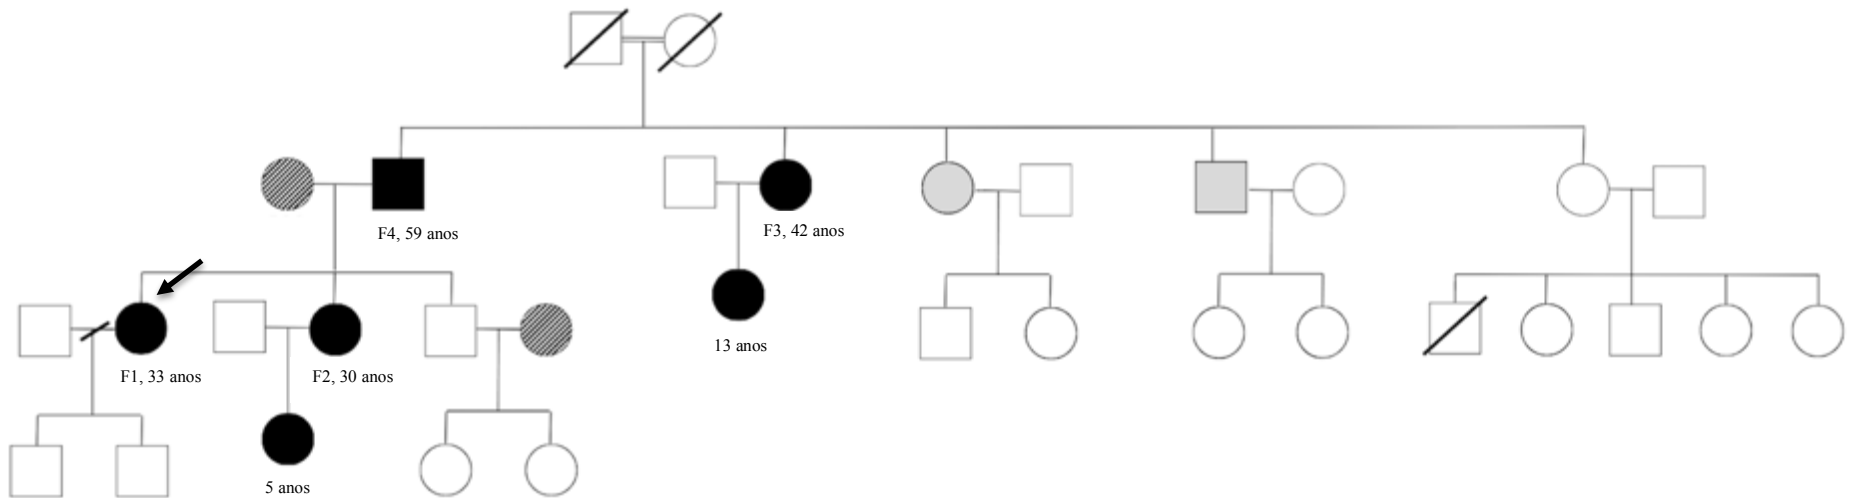 F4, 59 anos
F3, 42 anos
13 anos
F1, 33 anos
F2, 30 anos
5 anos